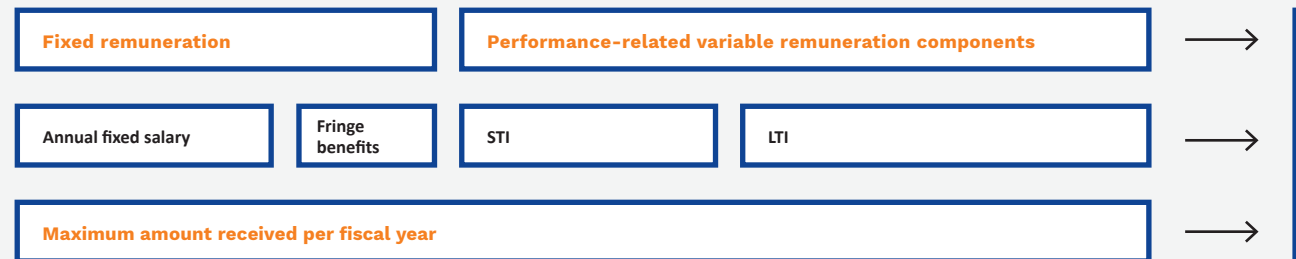 Fixed remuneration
Performance-related variable remuneration components
Annual fixed salary
Fringe
benefits
STI
LTI
Maximum amount received per fiscal year